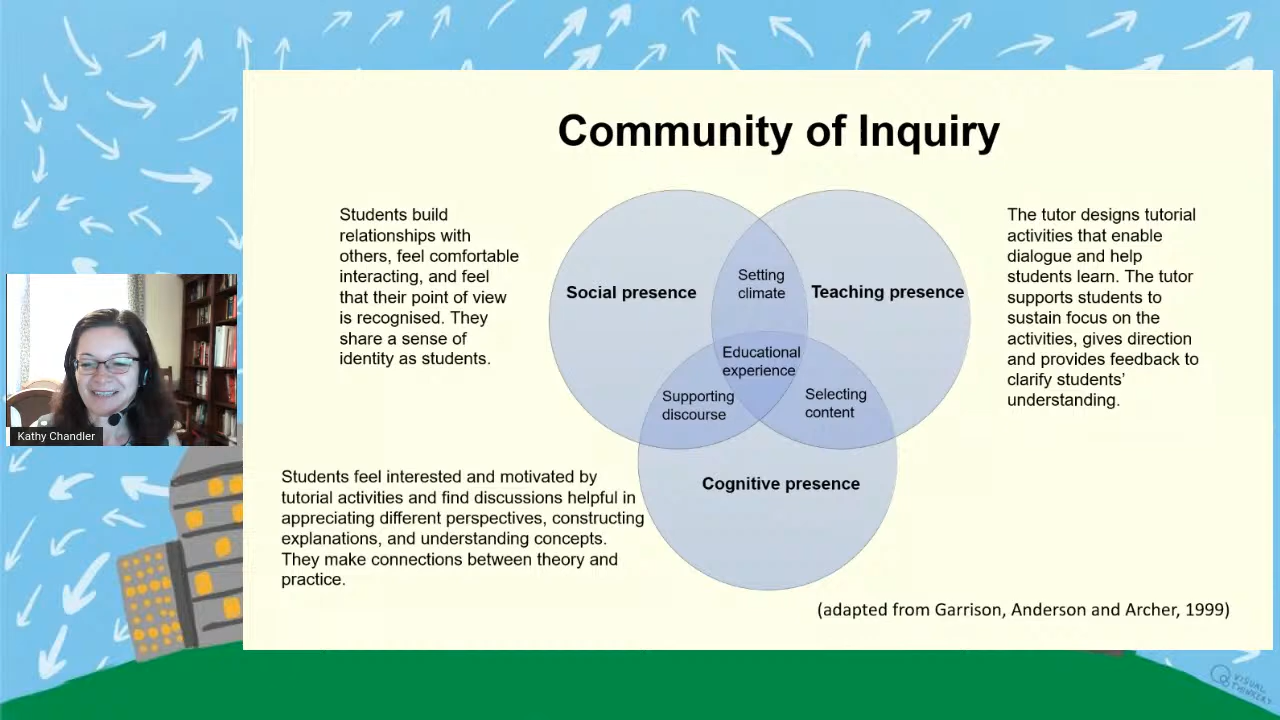 Community of Inquiry
Students build
relationships with
others, feel comfortable
interacting, and feel
that their point of view
is recognised. They
share a sense of
identity as students.
Social presence
Setting
climate
Teaching presence
Educational
experience
Supporting
discourse
Selecting
content
Cognitive presence
The tutor designs tutorial
activities that enable
dialogue and help
students learn. The tutor
supports students to
sustain focus on the
activities, gives direction
and provides feedback to
clarify students’
understanding.
Kathy Chandler
Students feel interested and motivated by
tutorial activities and find discussions helpful in
appreciating different perspectives, constructing
explanations, and understanding concepts.
They make connections between theory and
practice.
(adapted from Garrison, Anderson and Archer, 1999)
VISUAL
THINKERY